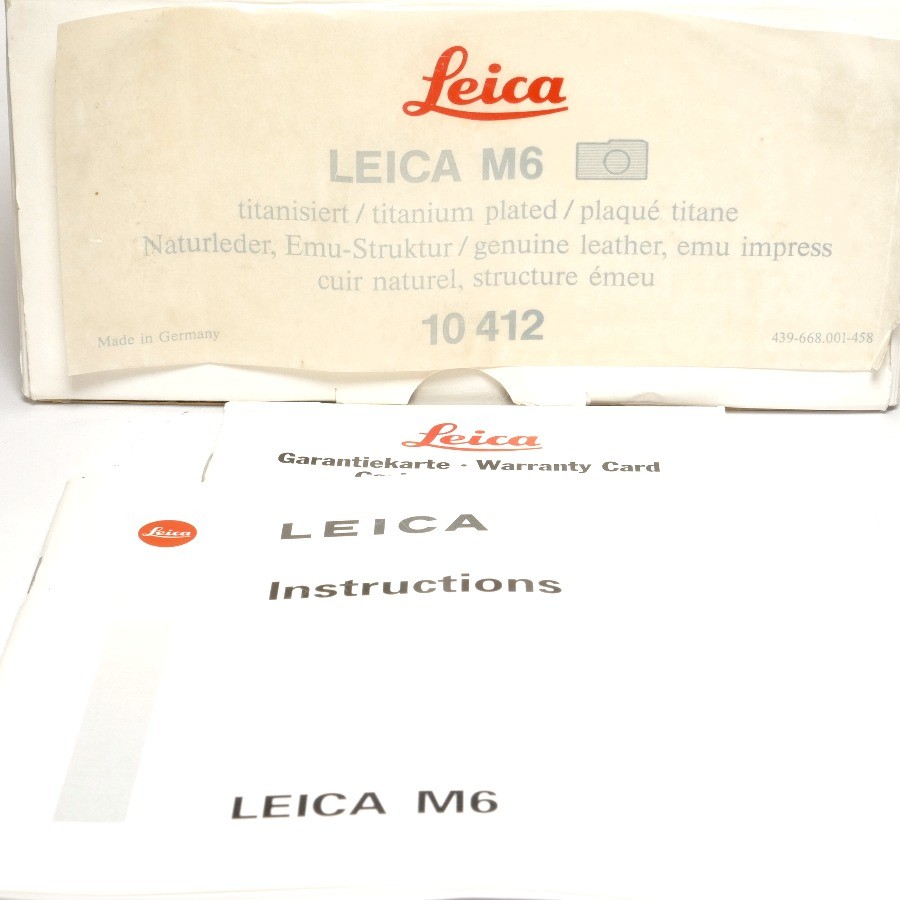 Leica
LEICA M6
titanisiert / titanium plated / plaqué titane
Naturleder, Emu-Struktur / genuine leather, emu impress
cuir naturel, structure émeu
Made in Germany
10 412
439-668.001-458
Leica
Garantiekarte · Warranty Card
Leica
LEICA
Instructions
LEICA M6